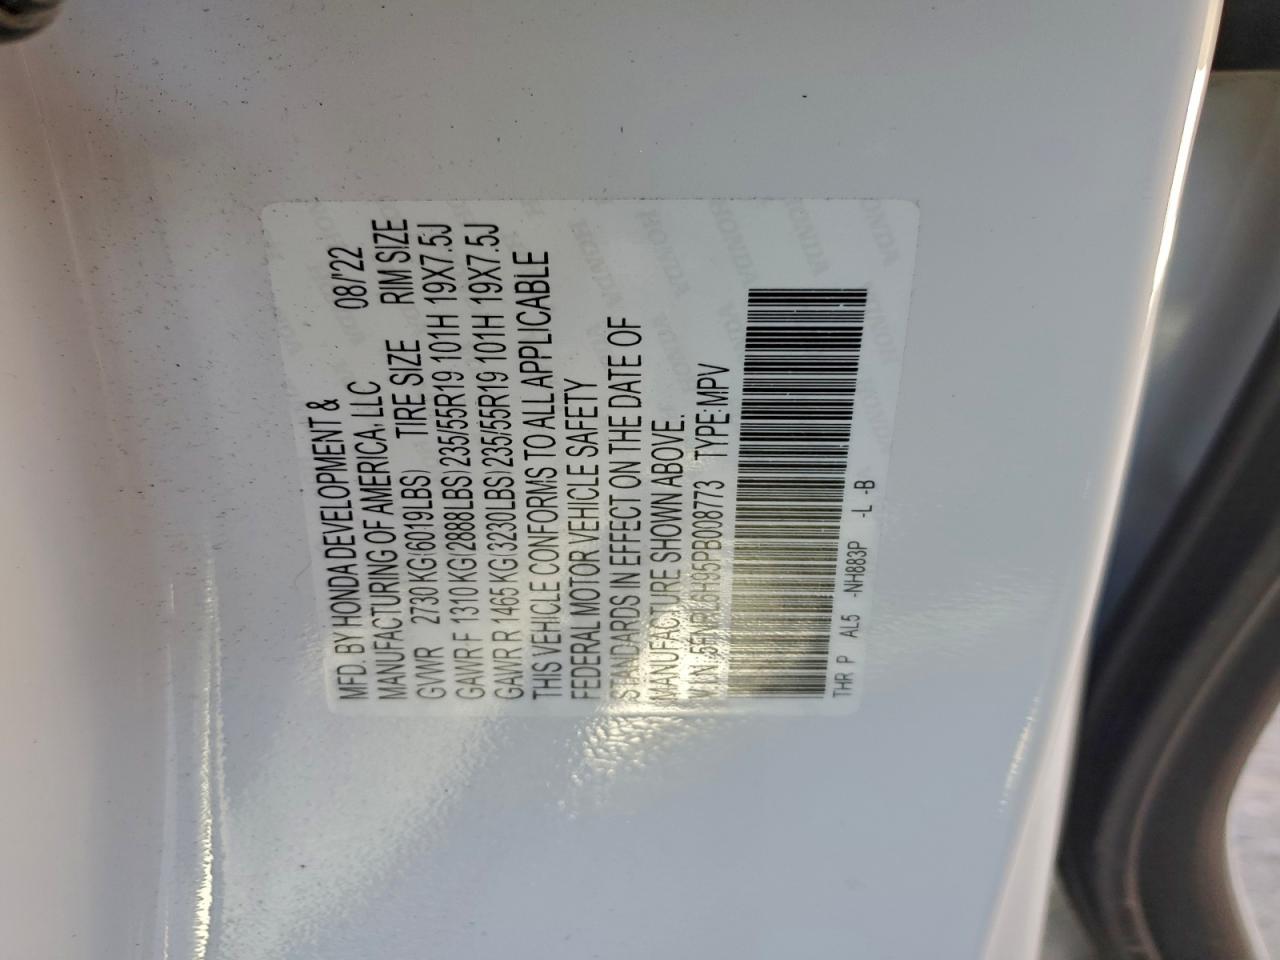 MFD. BY HONDA DEVELOPMENT &
MANUFACTURING OF AMERICA, LLC 08/'22
GVWR 2730 KG(6019LBS) TIRE SIZE RIM SIZE
GAWR F 1310 KG(2888LBS) 235/55R19 101H 19X7.5J
GAWR R 1465 KG(3230LBS) 235/55R19 101H 19X7.5J
THIS VEHICLE CONFORMS TO ALL APPLICABLE
FEDERAL MOTOR VEHICLE SAFETY
STANDARDS IN EFFECT ON THE DATE OF
MANUFACTURE SHOWN ABOVE.
V.I.N.: TYPE: MPV
THR P AL5 -NH883P -L -B